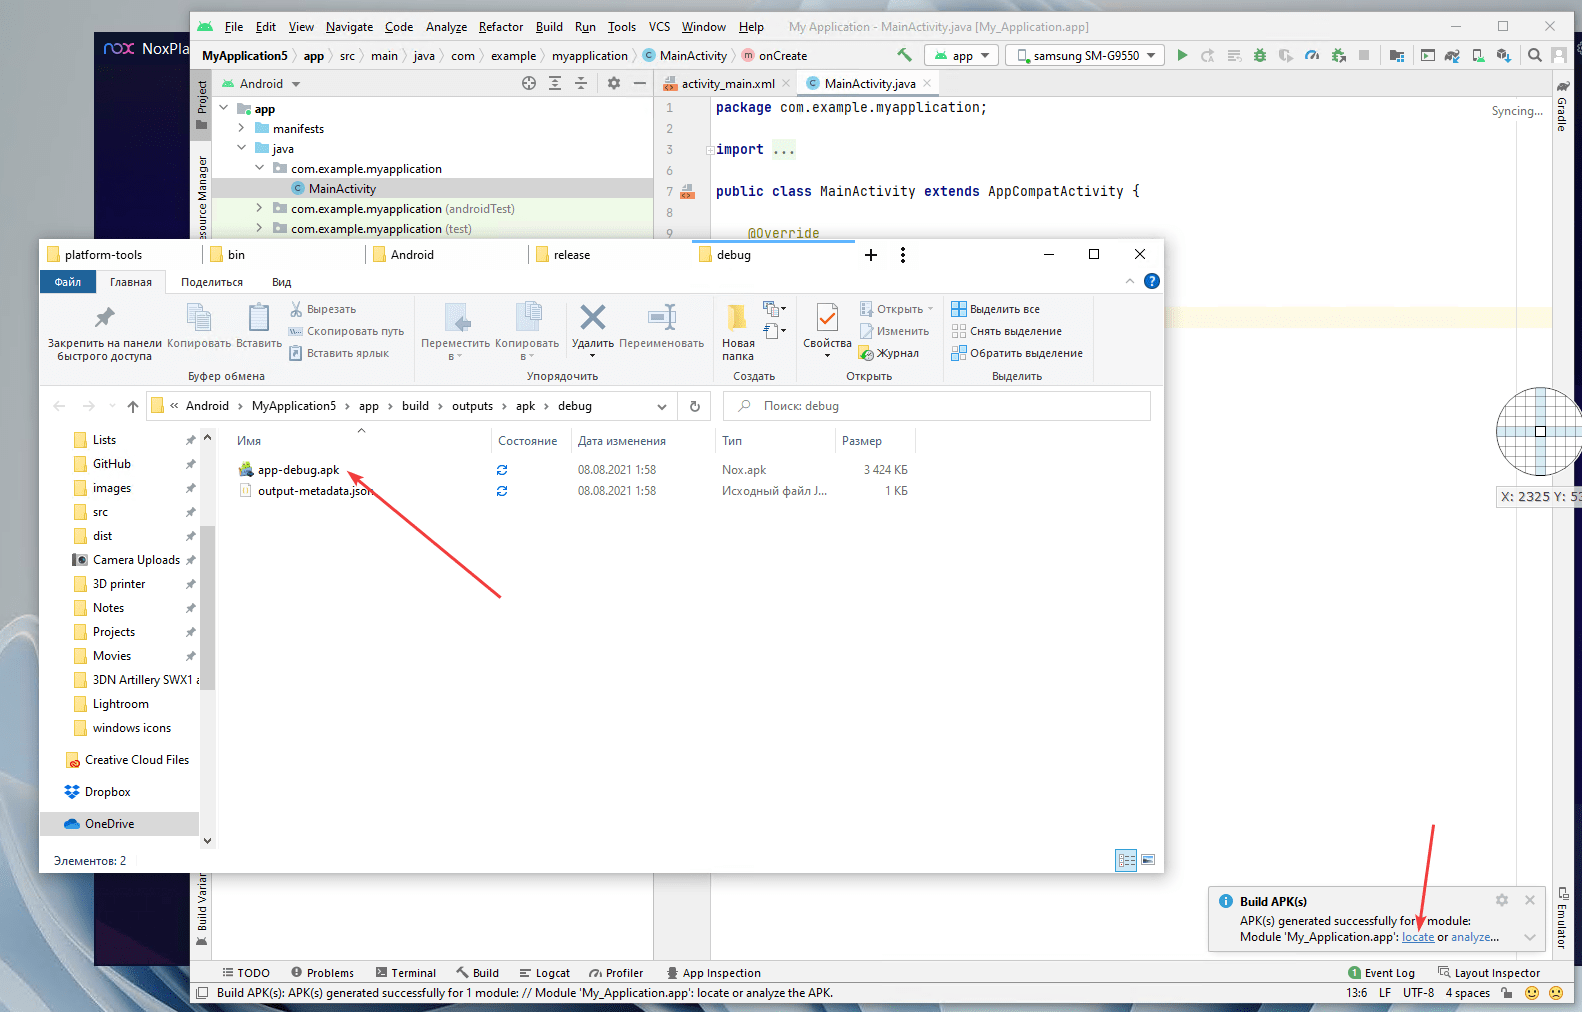 File Edit View Navigate Code Analyze Refactor Build Run Tools VCS Window Help My Application - MainActivity.java [My_Application.app]
nox NoxPla
MyApplication5 app src main java com example myapplication MainActivity onCreate app samsung SM-G9550
Project
Android
activity_main.xml MainActivity.java
Gradle
app
manifests
java
com.example.myapplication
MainActivity
com.example.myapplication (androidTest)
com.example.myapplication (test)
Resource Manager
1 package com.example.myapplication;
Syncing...
2
3 import ...
6
7 public class MainActivity extends AppCompatActivity {
8
9 @Override
platform-tools bin Android release debug
Файл Главная Поделиться Вид
Закрепить на панели быстрого доступа
Копировать
Вставить
Вырезать
Скопировать путь
Вставить ярлык
Буфер обмена
Переместить в
Копировать в
Удалить
Переименовать
Упорядочить
Новая папка
Создать
Свойства
Открыть
Изменить
Журнал
Открыть
Выделить все
Снять выделение
Обратить выделение
Выделить
« Android › MyApplication5 › app › build › outputs › apk › debug
Поиск: debug
Имя Состояние Дата изменения Тип Размер
app-debug.apk 08.08.2021 1:58 Nox.apk 3 424 КБ
output-metadata.json 08.08.2021 1:58 Исходный файл J... 1 КБ
Lists
GitHub
images
src
dist
Camera Uploads
3D printer
Notes
Projects
Movies
3DN Artillery SWX1
Lightroom
windows icons
Creative Cloud Files
Dropbox
OneDrive
Элементов: 2
X: 2325 Y: 53
Build Varian
Build APK(s)
APK(s) generated successfully for 1 module:
Module 'My_Application.app': locate or analyze...
Emulator
TODO Problems Terminal Build Logcat Profiler App Inspection 1 Event Log Layout Inspector
Build APK(s): APK(s) generated successfully for 1 module: // Module 'My_Application.app': locate or analyze the APK. 13:6 LF UTF-8 4 spaces